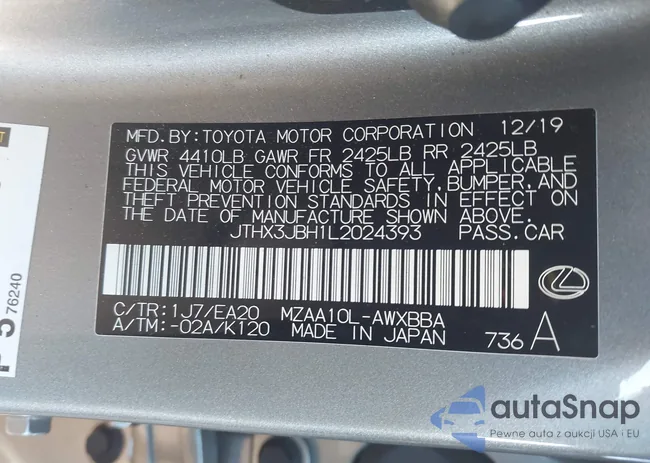 MFD.BY:TOYOTA MOTOR CORPORATION 12/19
GVWR 4410LB GAWR FR 2425LB RR 2425LB
THIS VEHICLE CONFORMS TO ALL APPLICABLE
FEDERAL MOTOR VEHICLE SAFETY,BUMPER,AND
THEFT PREVENTION STANDARDS IN EFFECT ON
THE DATE OF MANUFACTURE SHOWN ABOVE.
JTHX3JBH1L2024393 PASS.CAR
C/TR:1J7/EA20 MZAA10L-AWXBBA
A/TM:-02A/K120 MADE IN JAPAN 736 A
76240
autaSnap
Pewne auta z aukcji USA i EU